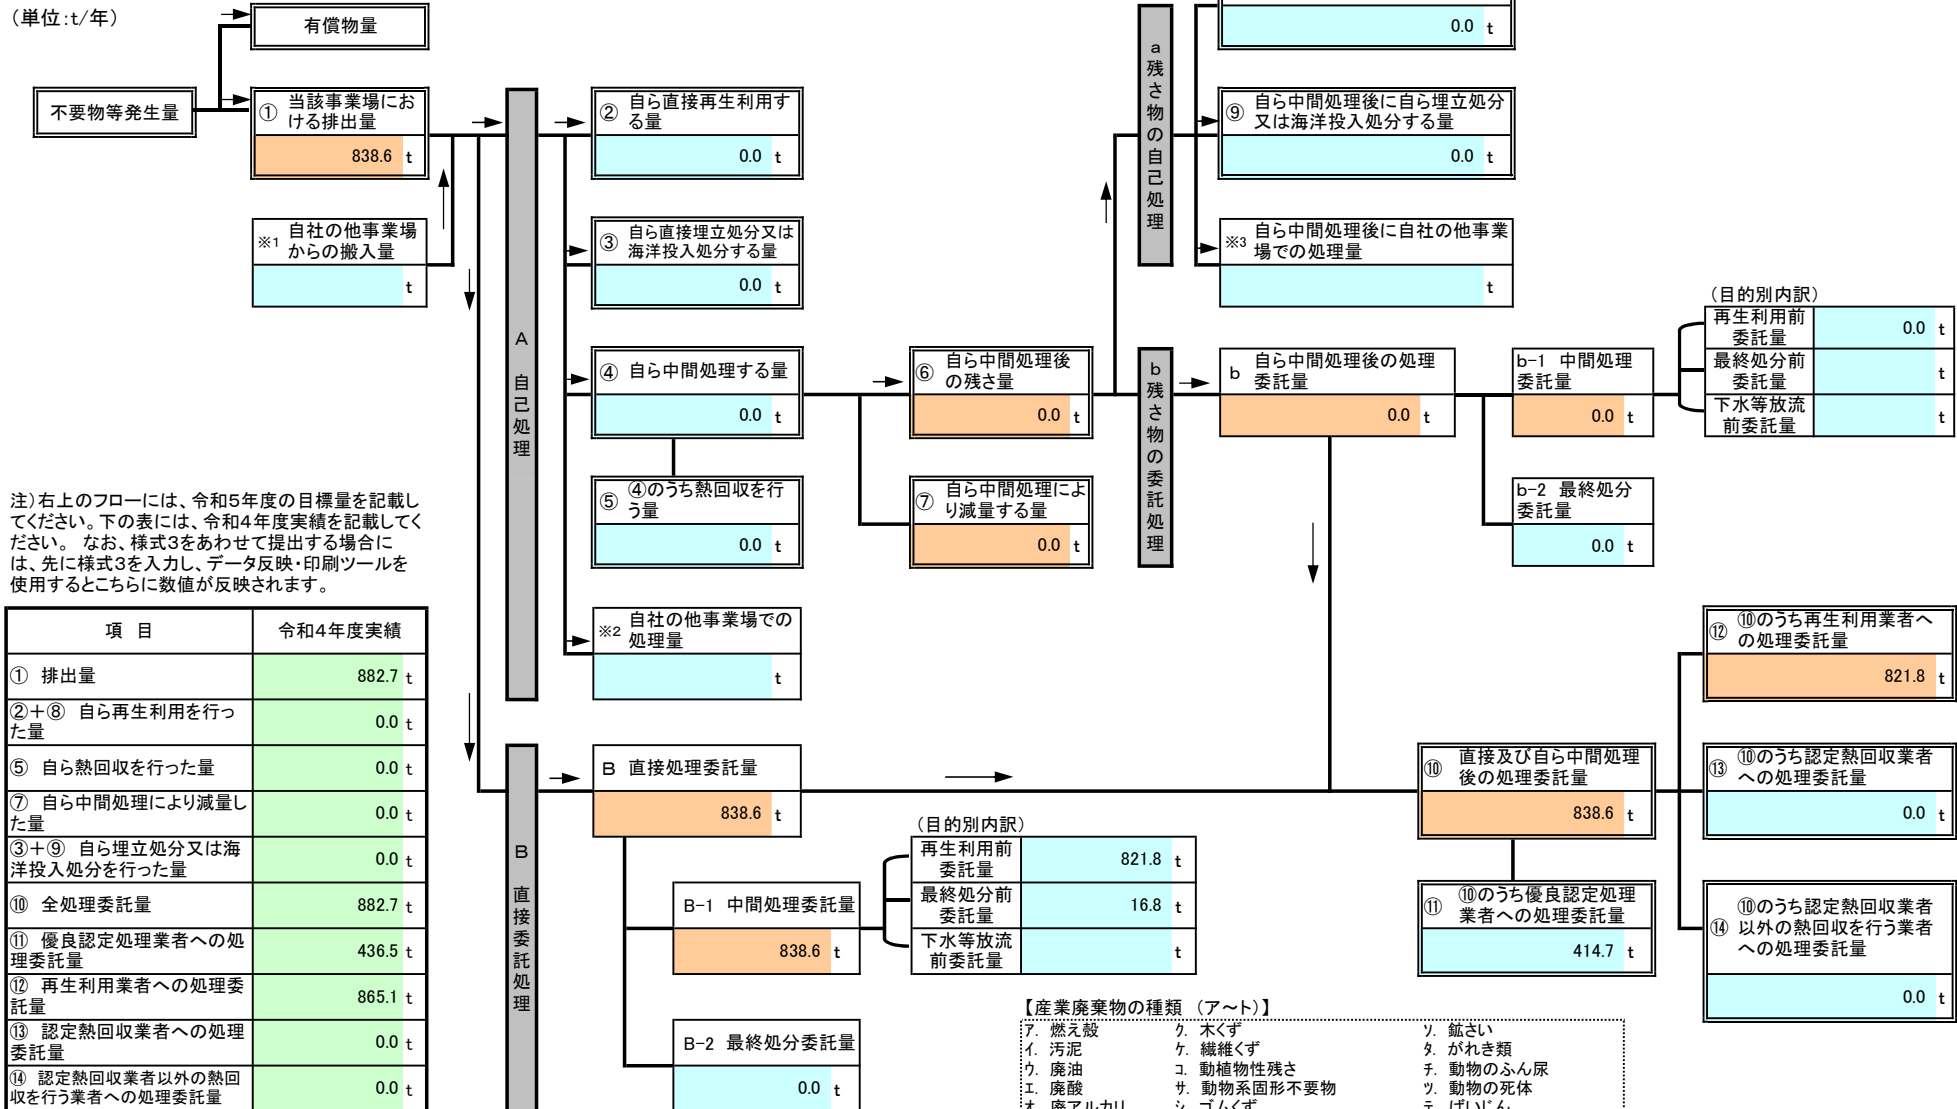 （単位:t/年）
有償物量
不要物等発生量
① 当該事業場にお
ける排出量
838.6 t
※1 自社の他事業場
からの搬入量
t
A 自己処理
② 自ら直接再生利用す
る量
0.0 t
③ 自ら直接埋立処分又は
海洋投入処分する量
0.0 t
④ 自ら中間処理する量
0.0 t
⑤ ④のうち熱回収を行
う量
0.0 t
※2 自社の他事業場での
処理量
t
⑥ 自ら中間処理後
の残さ量
0.0 t
⑦ 自ら中間処理によ
り減量する量
0.0 t
a 残さ物の自己処理
0.0 t
⑨ 自ら中間処理後に自ら埋立処分
又は海洋投入処分する量
0.0 t
※3 自ら中間処理後に自社の他事業
場での処理量
t
b 残さ物の委託処理
b 自ら中間処理後の処理
委託量
0.0 t
b-1 中間処理
委託量
0.0 t
b-2 最終処分
委託量
0.0 t
（目的別内訳）
再生利用前
委託量
0.0 t
最終処分前
委託量
t
下水等放流
前委託量
t
注）右上のフローには、令和5年度の目標量を記載し
てください。下の表には、令和4年度実績を記載してく
ださい。 なお、様式3をあわせて提出する場合に
は、先に様式3を入力し、データ反映・印刷ツールを
使用するとこちらに数値が反映されます。
項 目 令和4年度実績
① 排出量 882.7 t
②＋⑧ 自ら再生利用を行っ
た量 0.0 t
⑤ 自ら熱回収を行った量 0.0 t
⑦ 自ら中間処理により減量し
た量 0.0 t
③＋⑨ 自ら埋立処分又は海
洋投入処分を行った量 0.0 t
⑩ 全処理委託量 882.7 t
⑪ 優良認定処理業者への処
理委託量 436.5 t
⑫ 再生利用業者への処理委
託量 865.1 t
⑬ 認定熱回収業者への処理
委託量 0.0 t
⑭ 認定熱回収業者以外の熱回
収を行う業者への処理委託量 0.0 t
B 直接委託処理
B 直接処理委託量
838.6 t
B-1 中間処理委託量
838.6 t
B-2 最終処分委託量
0.0 t
（目的別内訳）
再生利用前
委託量
821.8 t
最終処分前
委託量
16.8 t
下水等放流
前委託量
t
⑩ 直接及び自ら中間処理
後の処理委託量
838.6 t
⑪ ⑩のうち優良認定処理
業者への処理委託量
414.7 t
⑫ ⑩のうち再生利用業者へ
の処理委託量
821.8 t
⑬ ⑩のうち認定熱回収業者
への処理委託量
0.0 t
⑭ ⑩のうち認定熱回収業者
以外の熱回収を行う業者
への処理委託量
0.0 t
【産業廃棄物の種類 （ア～ト）】
ア. 燃え殻 ク. 木くず ソ. 鉱さい
イ. 汚泥 ケ. 繊維くず タ. がれき類
ウ. 廃油 コ. 動植物性残さ チ. 動物のふん尿
エ. 廃酸 サ. 動物系固形不要物 ツ. 動物の死体
オ. 廃アルカリ シ. ゴムくず テ. ばいじん